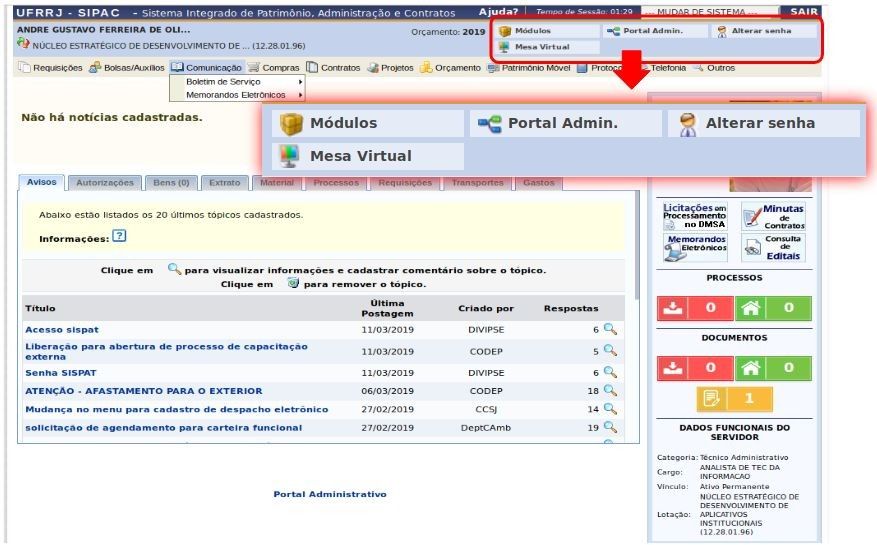 UFRRJ - SIPAC - Sistema Integrado de Patrimônio, Administração e Contratos Ajuda? Tempo de Sessão: 01:29 ... MUDAR DE SISTEMA ... SAIR
ANDRE GUSTAVO FERREIRA DE OLI... Orçamento: 2019 Módulos Portal Admin. Alterar senha
NÚCLEO ESTRATÉGICO DE DESENVOLVIMENTO DE ... (12.28.01.96) Mesa Virtual
Requisições Bolsas/Auxílios Comunicação Compras Contratos Projetos Orçamento Patrimônio Móvel Telefonia Outros
Boletim de Serviço
Memorandos Eletrônicos
Módulos Portal Admin. Alterar senha
Mesa Virtual
Não há notícias cadastradas.
Avisos Autorizações Bens (0) Extrato Material Processos Requisições Transportes Gastos
Abaixo estão listados os 20 últimos tópicos cadastrados.
Informações: ?
Clique em para visualizar informações e cadastrar comentário sobre o tópico.
Clique em para remover o tópico.
Título Última Postagem Criado por Respostas
Acesso sispat 11/03/2019 DIVIPSE 6
Liberação para abertura de processo de capacitação externa 11/03/2019 CODEP 5
Senha SISPAT 11/03/2019 DIVIPSE 6
ATENÇÃO - AFASTAMENTO PARA O EXTERIOR 06/03/2019 CODEP 18
Mudança no menu para cadastro de despacho eletrônico 27/02/2019 CCSJ 14
solicitação de agendamento para carteira funcional 27/02/2019 DeptCAmb 19
Portal Administrativo
Licitações em Processamento no DMSA
Minutas de Contratos
Memorandos Eletrônicos
Consulta de Editais
PROCESSOS
0 0
DOCUMENTOS
0 0
1
DADOS FUNCIONAIS DO
SERVIDOR
Categoria: Técnico Administrativo
Cargo: ANALISTA DE TEC DA INFORMACAO
Vínculo: Ativo Permanente
Lotação: NÚCLEO ESTRATÉGICO DE DESENVOLVIMENTO DE APLICATIVOS INSTITUCIONAIS (12.28.01.96)